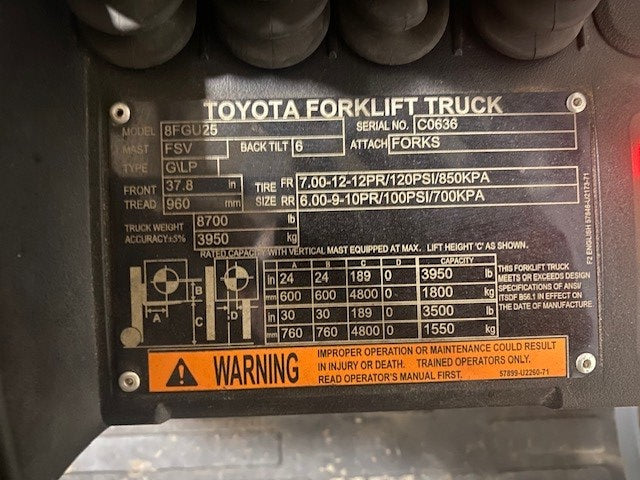 TOYOTA FORKLIFT TRUCK
MODEL 8FGU25 SERIAL NO. C0636
MAST FSV BACK TILT 6 ATTACH FORKS
TYPE G\LP
FRONT TREAD 37.8 in TIRE SIZE FR 7.00-12-12PR/120PSI/850KPA
960 mm RR 6.00-9-10PR/100PSI/700KPA
TRUCK WEIGHT 8700 lb
ACCURACY±5% 3950 kg
RATED CAPACITY WITH VERTICAL MAST EQUIPPED AT MAX. LIFT HEIGHT 'C' AS SHOWN.
A B C D CAPACITY
in 24 24 189 0 3950 lb
mm 600 600 4800 0 1800 kg
in 30 30 189 0 3500 lb
mm 760 760 4800 0 1550 kg
A B C D
THIS FORKLIFT TRUCK
MEETS OR EXCEEDS DESIGN
SPECIFICATIONS OF ANSI/
ITSDF B56.1 IN EFFECT ON
THE DATE OF MANUFACTURE.
WARNING
IMPROPER OPERATION OR MAINTENANCE COULD RESULT
IN INJURY OR DEATH. TRAINED OPERATORS ONLY.
READ OPERATOR'S MANUAL FIRST.
57899-U2260-71